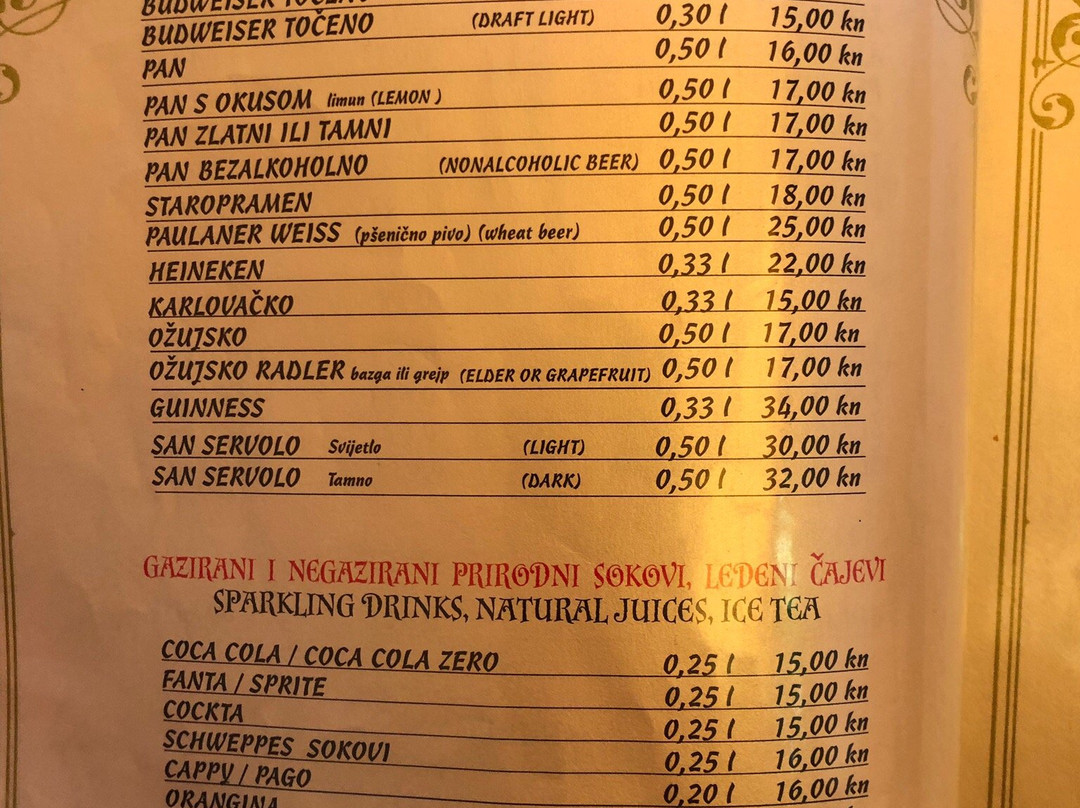 BUDWEISER TOČENO
BUDWEISER TOČENO (DRAFT LIGHT) 0,30 l 15,00 kn
PAN 0,50 l 16,00 kn
PAN S OKUSOM limun (LEMON ) 0,50 l 17,00 kn
PAN ZLATNI ILI TAMNI 0,50 l 17,00 kn
PAN BEZALKOHOLNO (NONALCOHOLIC BEER) 0,50 l 17,00 kn
STAROPRAMEN 0,50 l 18,00 kn
PAULANER WEISS (pšenično pivo) (wheat beer) 0,50 l 25,00 kn
HEINEKEN 0,33 l 22,00 kn
KARLOVAČKO 0,33 l 15,00 kn
OŽUJSKO 0,50 l 17,00 kn
OŽUJSKO RADLER bazga ili grejp (ELDER OR GRAPEFRUIT) 0,50 l 17,00 kn
GUINNESS 0,33 l 34,00 kn
SAN SERVOLO Svijetlo (LIGHT) 0,50 l 30,00 kn
SAN SERVOLO Tamno (DARK) 0,50 l 32,00 kn
GAZIRANI I NEGAZIRANI PRIRODNI SOKOVI, LEDENI ČAJEVI
SPARKLING DRINKS, NATURAL JUICES, ICE TEA
COCA COLA / COCA COLA ZERO 0,25 l 15,00 kn
FANTA / SPRITE 0,25 l 15,00 kn
COCKTA 0,25 l 15,00 kn
SCHWEPPES SOKOVI 0,25 l 16,00 kn
CAPPY / PAGO 0,20 l 16,00 kn
ORANGINA